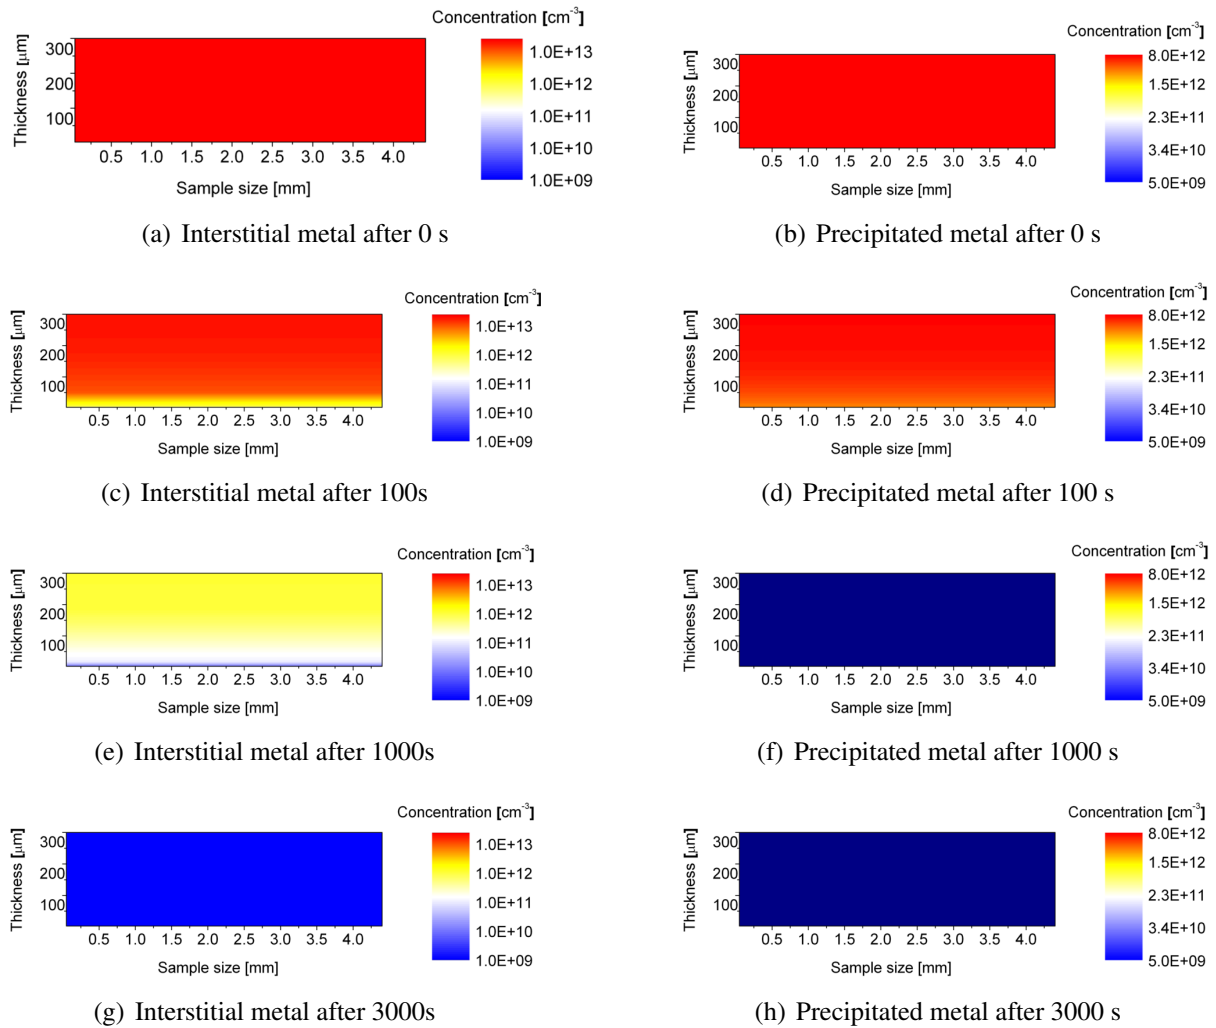 Concentration [cm-3]
Thickness [μm]
300
200
100
1.0E+13
1.0E+12
1.0E+11
1.0E+10
1.0E+09
0.5 1.0 1.5 2.0 2.5 3.0 3.5 4.0
Sample size [mm]
(a) Interstitial metal after 0 s
Concentration [cm-3]
Thickness [μm]
300
200
100
8.0E+12
1.5E+12
2.3E+11
3.4E+10
5.0E+09
0.5 1.0 1.5 2.0 2.5 3.0 3.5 4.0
Sample size [mm]
(b) Precipitated metal after 0 s
Concentration [cm-3]
Thickness [μm]
300
200
100
1.0E+13
1.0E+12
1.0E+11
1.0E+10
1.0E+09
0.5 1.0 1.5 2.0 2.5 3.0 3.5 4.0
Sample size [mm]
(c) Interstitial metal after 100s
Concentration [cm-3]
Thickness [μm]
300
200
100
8.0E+12
1.5E+12
2.3E+11
3.4E+10
5.0E+09
0.5 1.0 1.5 2.0 2.5 3.0 3.5 4.0
Sample size [mm]
(d) Precipitated metal after 100 s
Concentration [cm-3]
Thickness [μm]
300
200
100
1.0E+13
1.0E+12
1.0E+11
1.0E+10
1.0E+09
0.5 1.0 1.5 2.0 2.5 3.0 3.5 4.0
Sample size [mm]
(e) Interstitial metal after 1000s
Concentration [cm-3]
Thickness [μm]
300
200
100
8.0E+12
1.5E+12
2.3E+11
3.4E+10
5.0E+09
0.5 1.0 1.5 2.0 2.5 3.0 3.5 4.0
Sample size [mm]
(f) Precipitated metal after 1000 s
Concentration [cm-3]
Thickness [μm]
300
200
100
1.0E+13
1.0E+12
1.0E+11
1.0E+10
1.0E+09
0.5 1.0 1.5 2.0 2.5 3.0 3.5 4.0
Sample size [mm]
(g) Interstitial metal after 3000s
Concentration [cm-3]
Thickness [μm]
300
200
100
8.0E+12
1.5E+12
2.3E+11
3.4E+10
5.0E+09
0.5 1.0 1.5 2.0 2.5 3.0 3.5 4.0
Sample size [mm]
(h) Precipitated metal after 3000 s